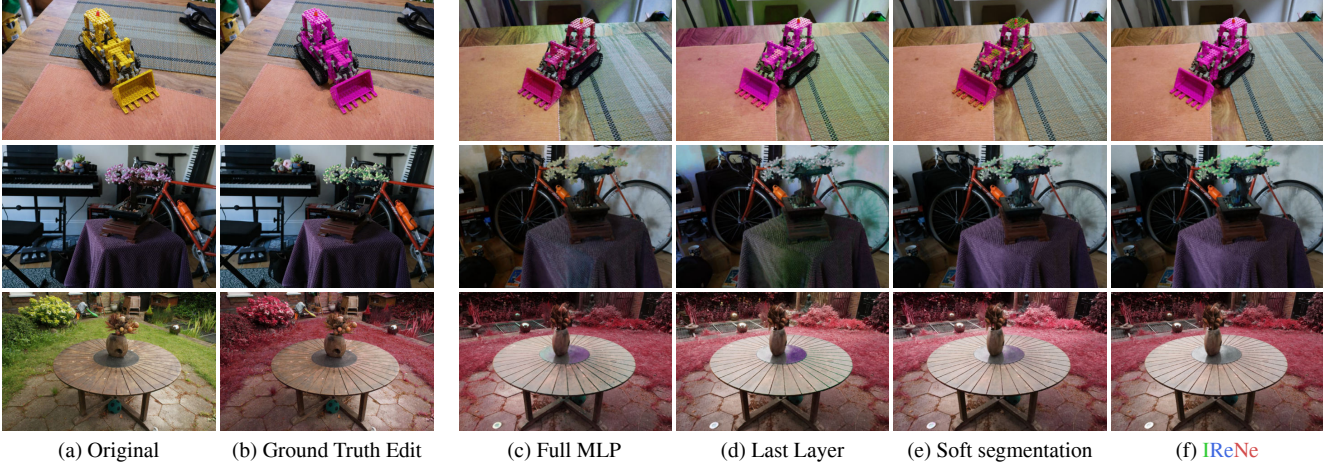 (a) Original
(b) Ground Truth Edit
(c) Full MLP
(d) Last Layer
(e) Soft segmentation
(f) IReNe